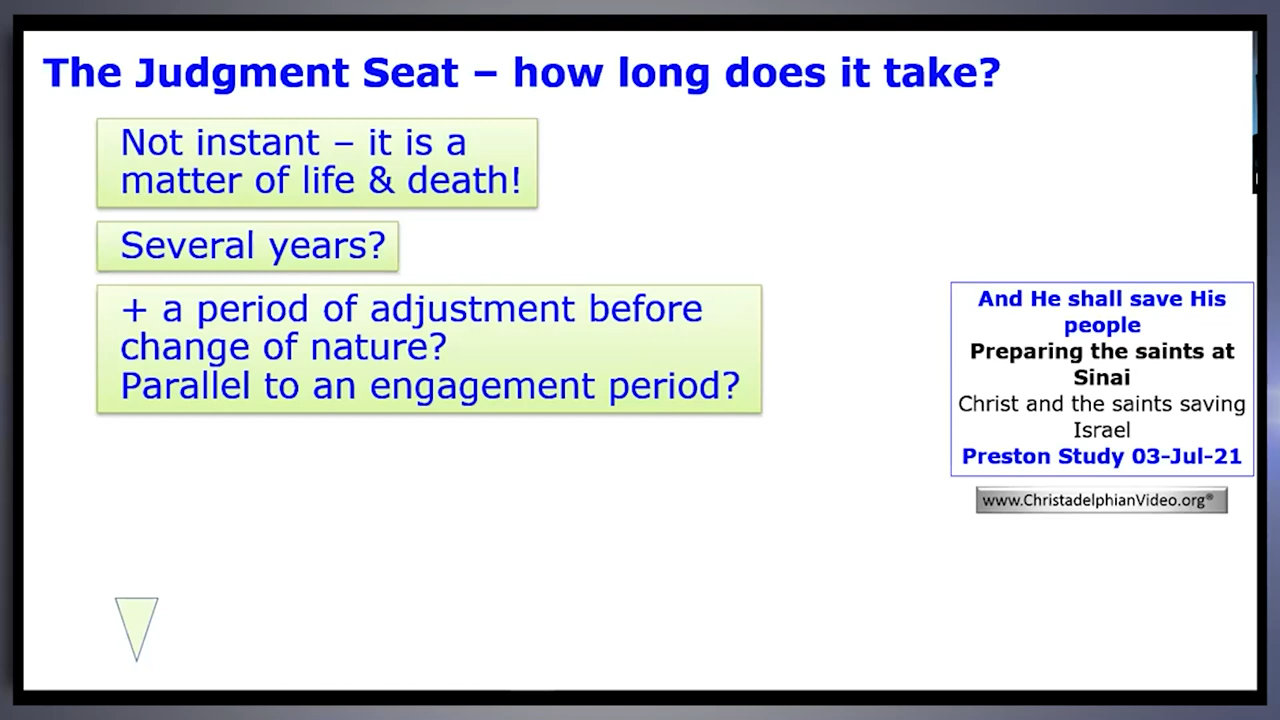 The Judgment Seat – how long does it take?
Not instant – it is a
matter of life & death!
Several years?
+ a period of adjustment before
change of nature?
Parallel to an engagement period?
And He shall save His
people
Preparing the saints at
Sinai
Christ and the saints saving
Israel
Preston Study 03-Jul-21
www.ChristadelphianVideo.org®